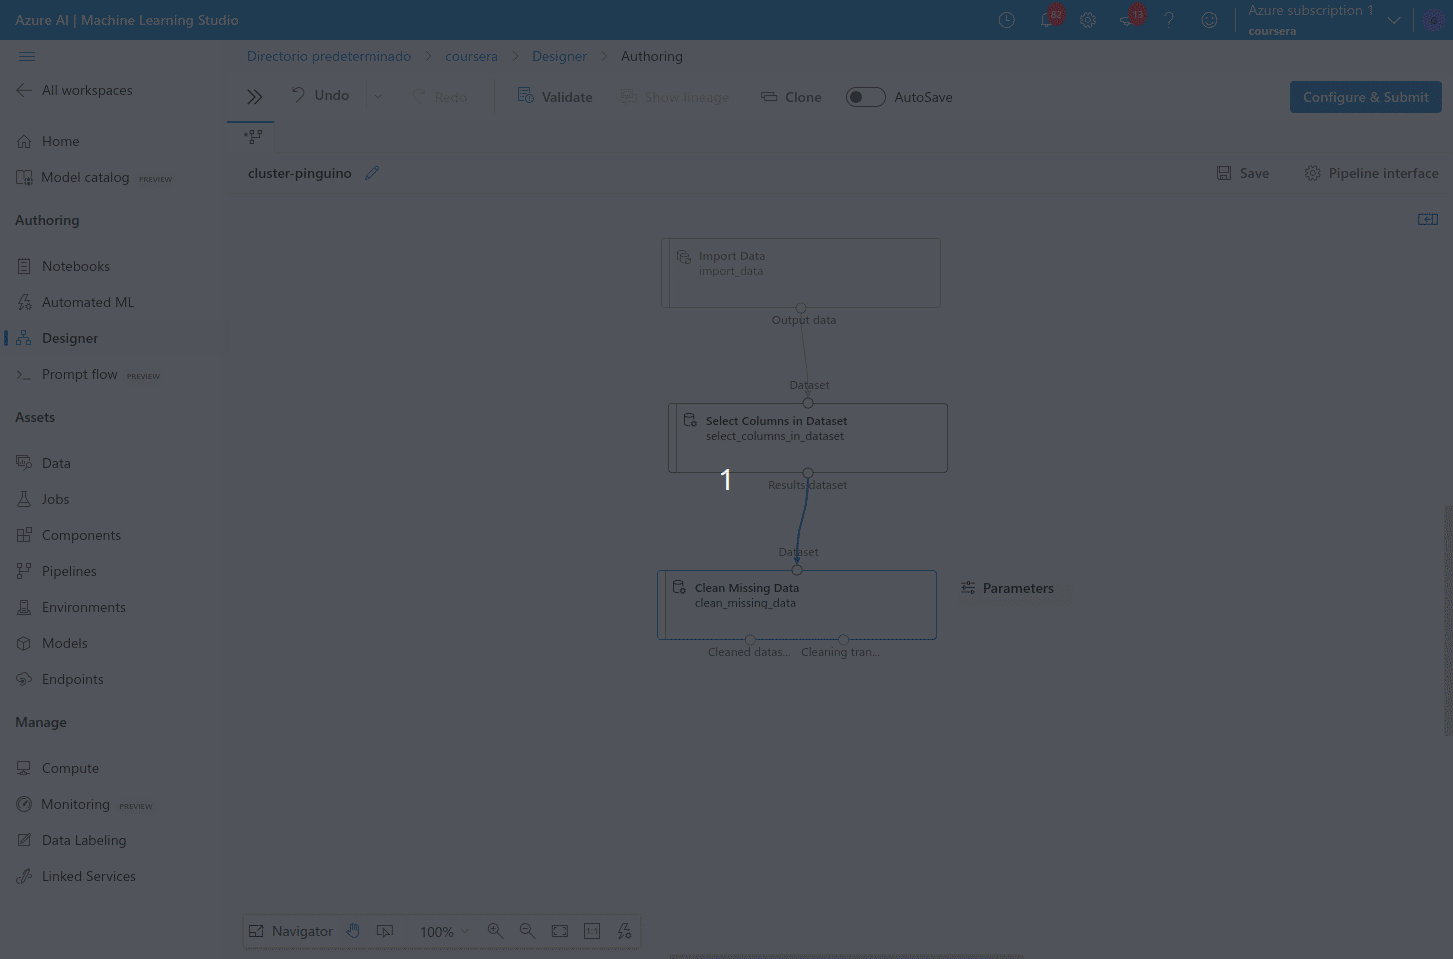 Azure AI | Machine Learning Studio
82
13
Azure subscription 1
coursera
All workspaces
Home
Model catalog PREVIEW
Authoring
Notebooks
Automated ML
Designer
Prompt flow PREVIEW
Assets
Data
Jobs
Components
Pipelines
Environments
Models
Endpoints
Manage
Compute
Monitoring PREVIEW
Data Labeling
Linked Services
Directorio predeterminado
coursera
Designer
Authoring
Undo
Redo
Validate
Show lineage
Clone
AutoSave
Configure & Submit
cluster-pinguino
Save
Pipeline interface
Import Data
import_data
Output data
Dataset
Select Columns in Dataset
select_columns_in_dataset
1
Results dataset
Dataset
Clean Missing Data
clean_missing_data
Parameters
Cleaned datas...
Cleaning tran...
Navigator
100%
1:1